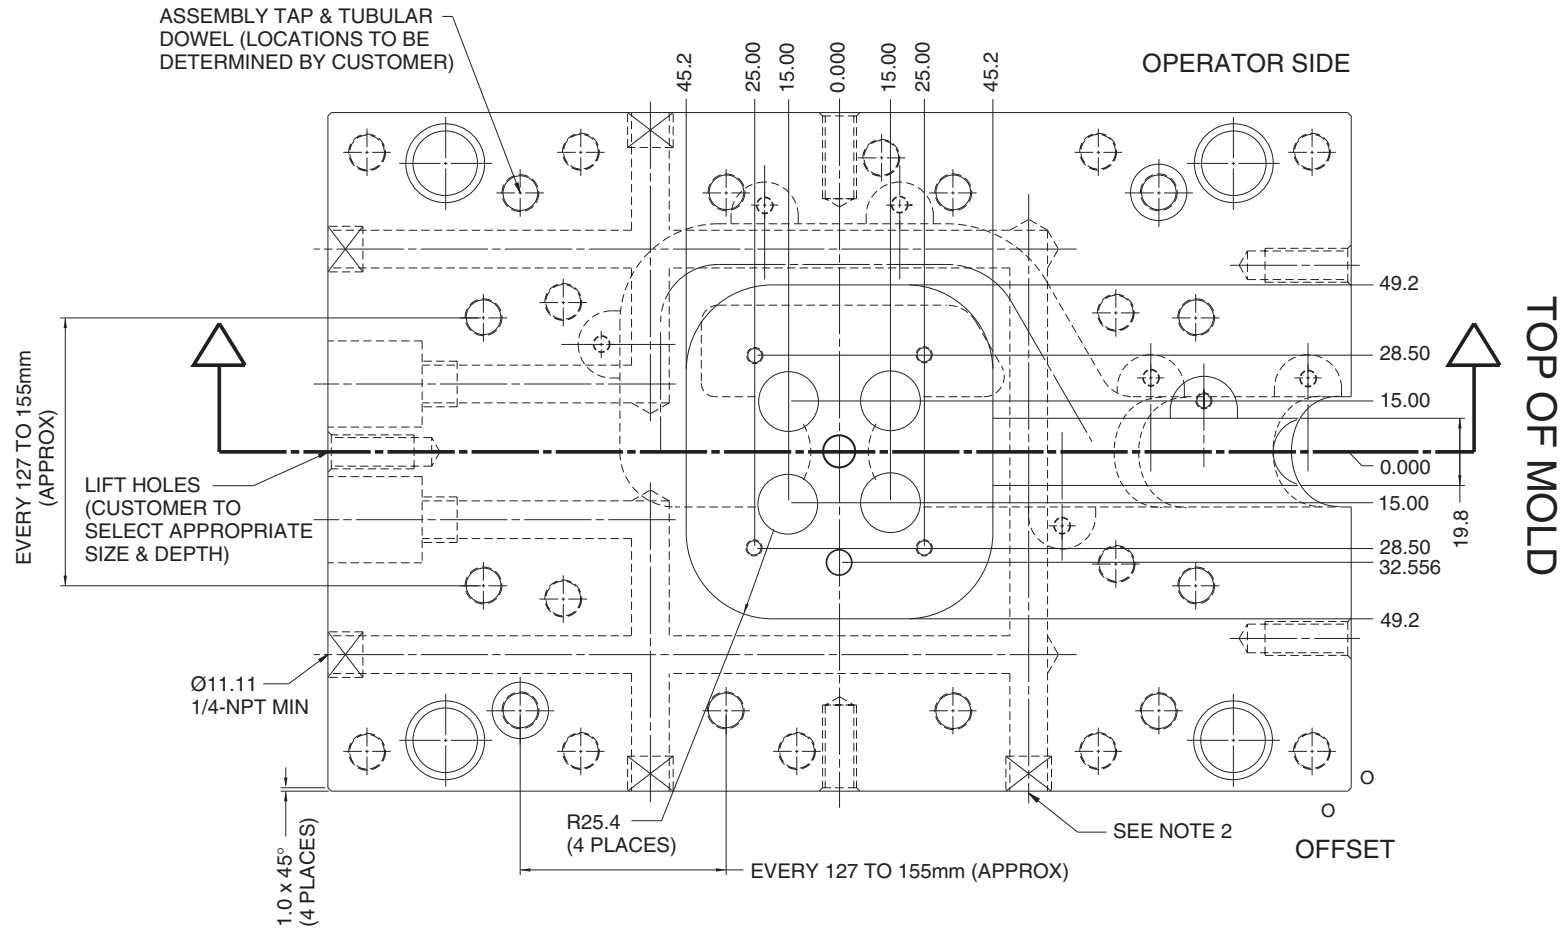 ASSEMBLY TAP & TUBULAR
DOWEL (LOCATIONS TO BE
DETERMINED BY CUSTOMER)
45.2
25.00
15.00
0.000
15.00
25.00
45.2
OPERATOR SIDE
49.2
28.50
15.00
0.000
15.00
28.50
32.556
49.2
19.8
TOP OF MOLD
EVERY 127 TO 155mm
(APPROX)
LIFT HOLES
(CUSTOMER TO
SELECT APPROPRIATE
SIZE & DEPTH)
Ø11.11
1/4-NPT MIN
1.0 x 45°
(4 PLACES)
R25.4
(4 PLACES)
EVERY 127 TO 155mm (APPROX)
SEE NOTE 2
O
O
OFFSET